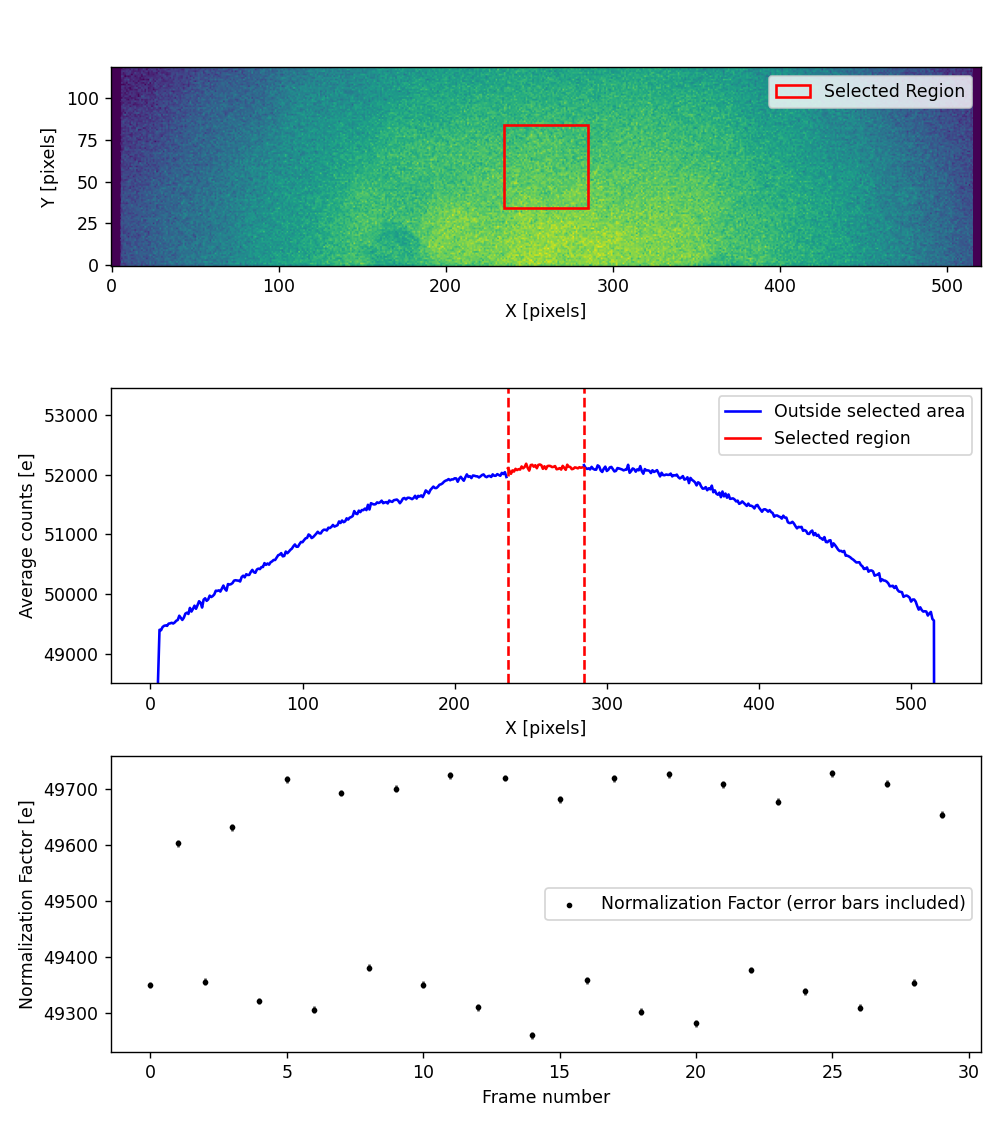 100
75
50
25
0
Y [pixels]
Selected Region
0 100 200 300 400 500
X [pixels]
53000
52000
51000
50000
49000
Average counts [e]
Outside selected area
Selected region
0 100 200 300 400 500
X [pixels]
49700
49600
49500
49400
49300
Normalization Factor [e]
Normalization Factor (error bars included)
0 5 10 15 20 25 30
Frame number